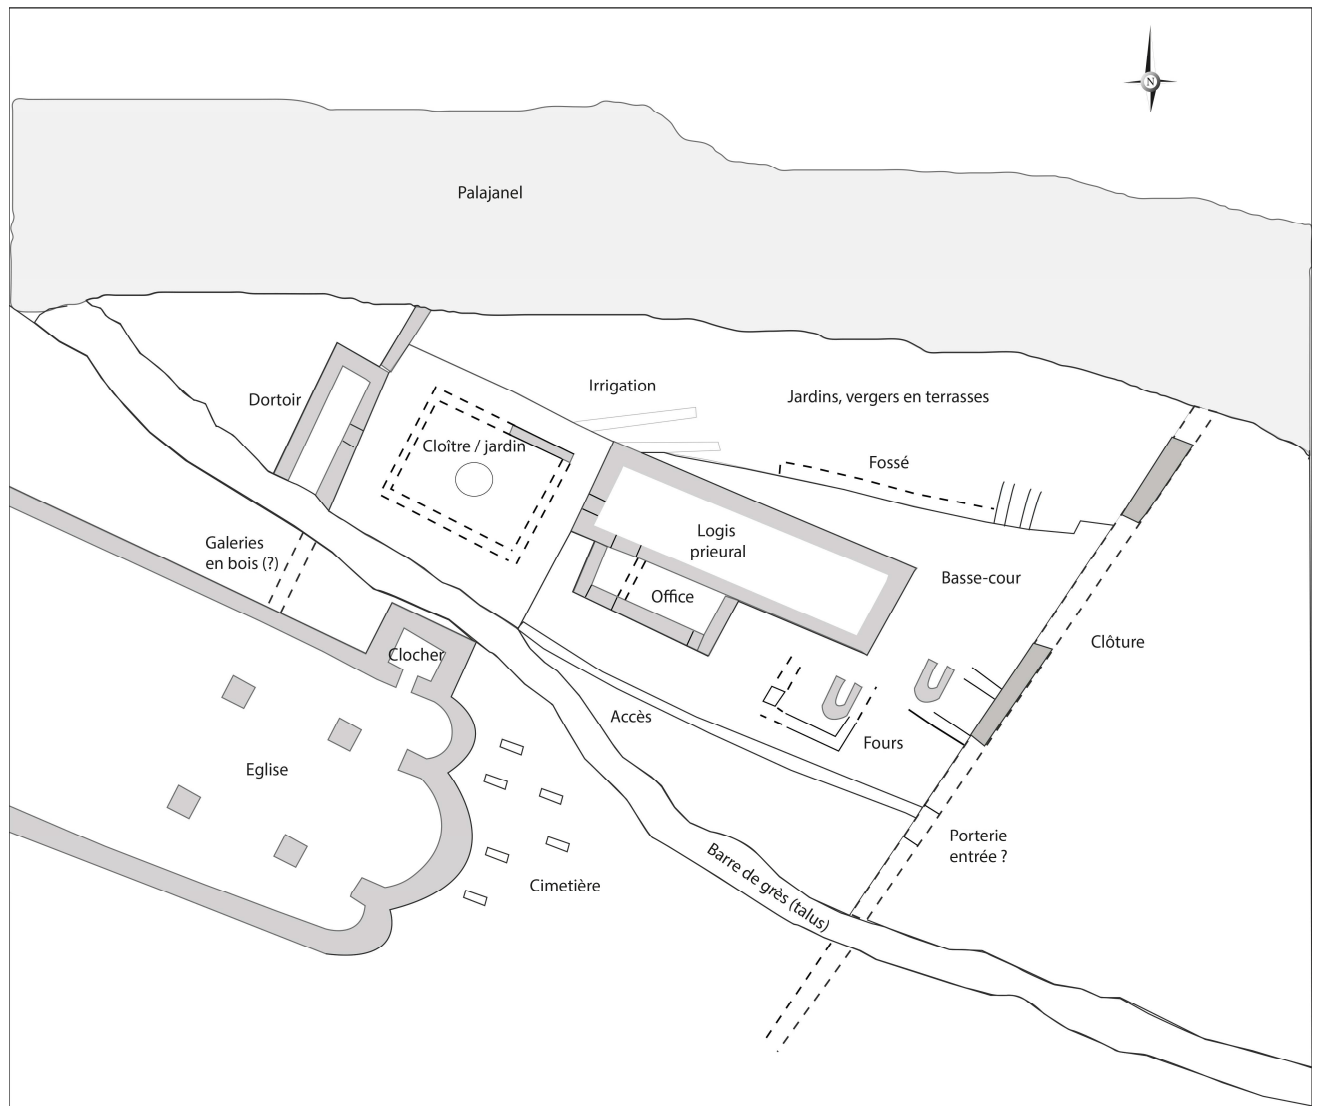 N
Palajanel
Irrigation
Jardins, vergers en terrasses
Dortoir
Cloître / jardin
Fossé
Logis
prieural
Galeries
en bois (?)
Basse-cour
Office
Clôture
Clocher
Accès
Fours
Eglise
Porterie
entrée ?
Barre de grès (talus)
Cimetière